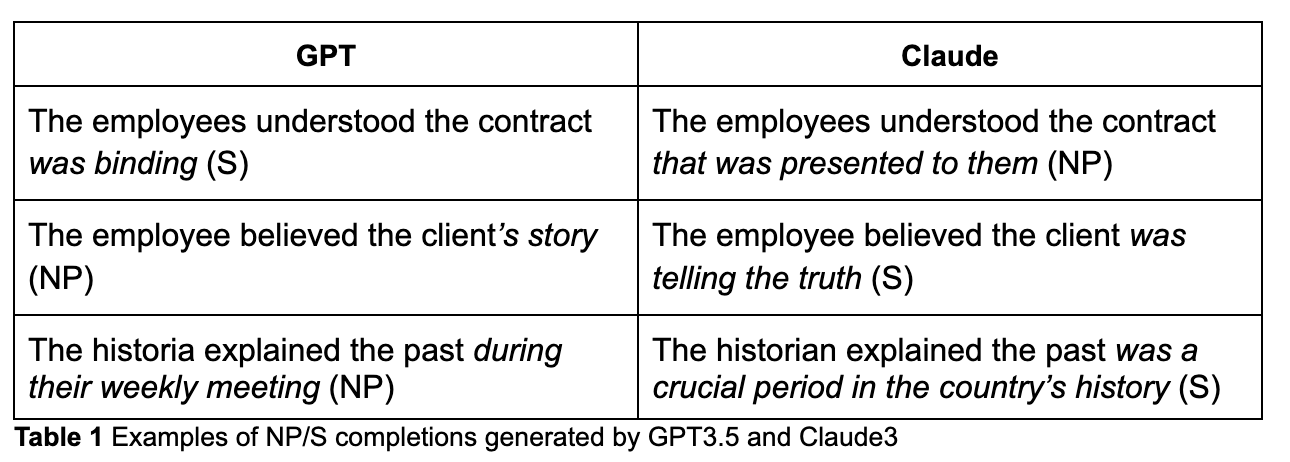 GPT
Claude
The employees understood the contract
was binding (S)
The employees understood the contract
that was presented to them (NP)
The employee believed the client’s story
(NP)
The employee believed the client was
telling the truth (S)
The historia explained the past during
their weekly meeting (NP)
The historian explained the past was a
crucial period in the country’s history (S)
Table 1 Examples of NP/S completions generated by GPT3.5 and Claude3